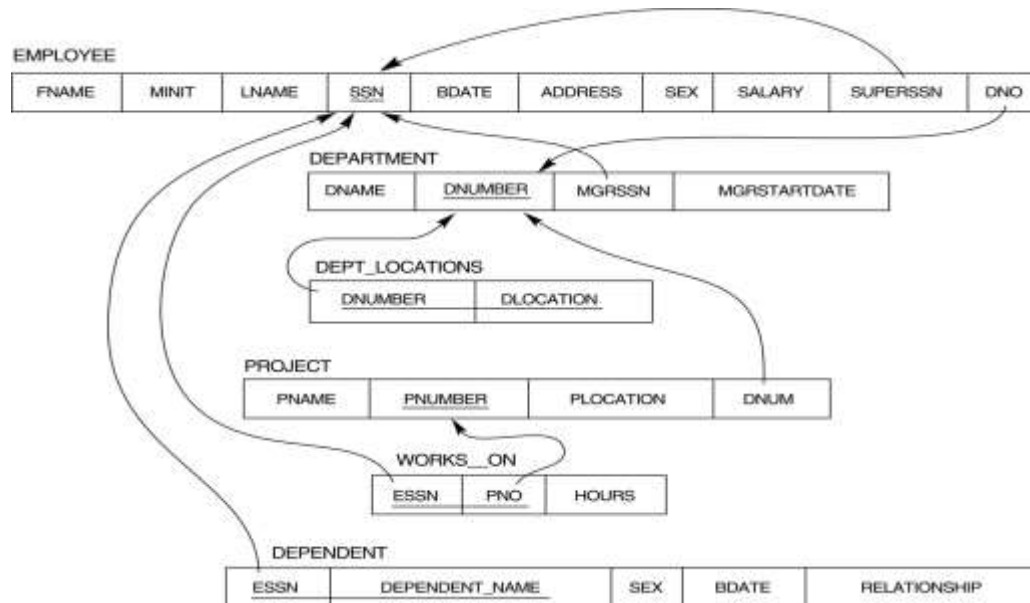 EMPLOYEE
FNAME MINIT LNAME SSN BDATE ADDRESS SEX SALARY SUPERSSN DNO
DEPARTMENT
DNAME DNUMBER MGRSSN MGRSTARTDATE
DEPT_LOCATIONS
DNUMBER DLOCATION
PROJECT
PNAME PNUMBER PLOCATION DNUM
WORKS__ON
ESSN PNO HOURS
DEPENDENT
ESSN DEPENDENT_NAME SEX BDATE RELATIONSHIP